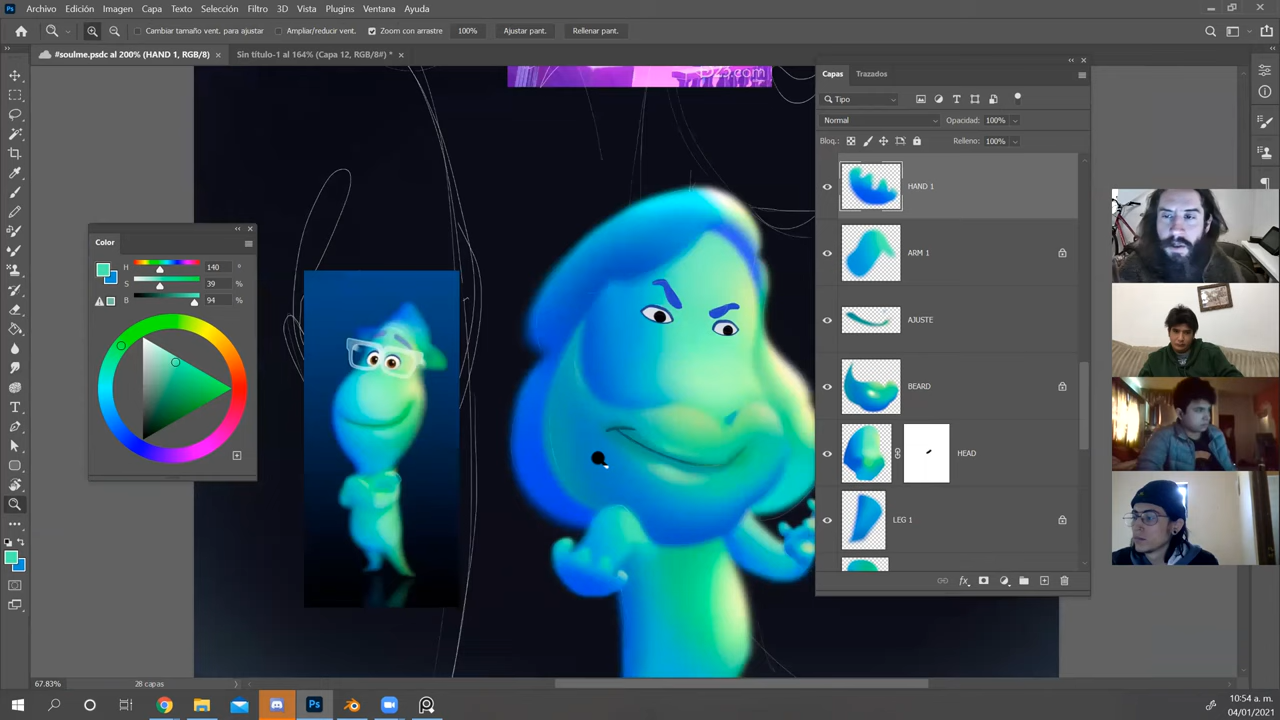 Archivo Edición Imagen Capa Texto Selección Filtro 3D Vista Plugins Ventana Ayuda
Cambiar tamaño vent. para ajustar Ampliar/reducir vent. Zoom con arrastre 100% Ajustar pant. Rellenar pant.
#soulme.psdc al 200% (HAND 1, RGB/8) Sin título-1 al 164% (Capa 12, RGB/8#) *
Capas Trazados
Tipo
Normal Opacidad: 100%
Bloq.: Relleno: 100%
HAND 1
ARM 1
AJUSTE
BEARD
HEAD
LEG 1
Color
H 140 °
S 39 %
B 94 %
67.83% 28 capas
10:54 a. m.
04/01/2021